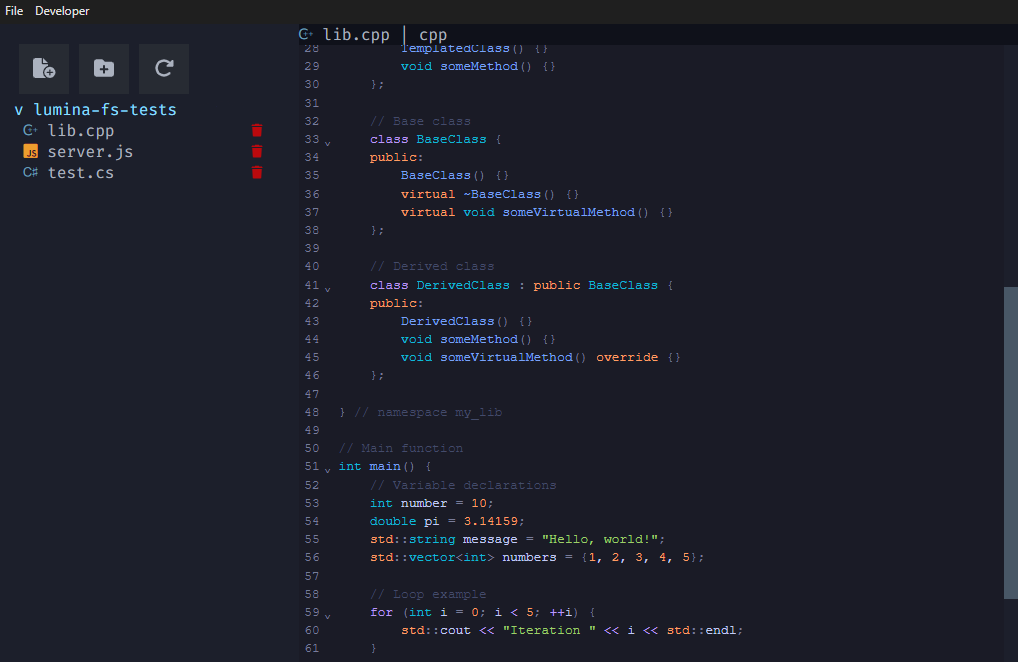 File Developer
lib.cpp | cpp
v lumina-fs-tests
lib.cpp
JS server.js
C# test.cs
28 TemplatedClass() {}
29 void someMethod() {}
30 };
31
32 // Base class
33 class BaseClass {
34 public:
35 BaseClass() {}
36 virtual ~BaseClass() {}
37 virtual void someVirtualMethod() {}
38 };
39
40 // Derived class
41 class DerivedClass : public BaseClass {
42 public:
43 DerivedClass() {}
44 void someMethod() {}
45 void someVirtualMethod() override {}
46 };
47
48 } // namespace my_lib
49
50 // Main function
51 int main() {
52 // Variable declarations
53 int number = 10;
54 double pi = 3.14159;
55 std::string message = "Hello, world!";
56 std::vector<int> numbers = {1, 2, 3, 4, 5};
57
58 // Loop example
59 for (int i = 0; i < 5; ++i) {
60 std::cout << "Iteration " << i << std::endl;
61 }